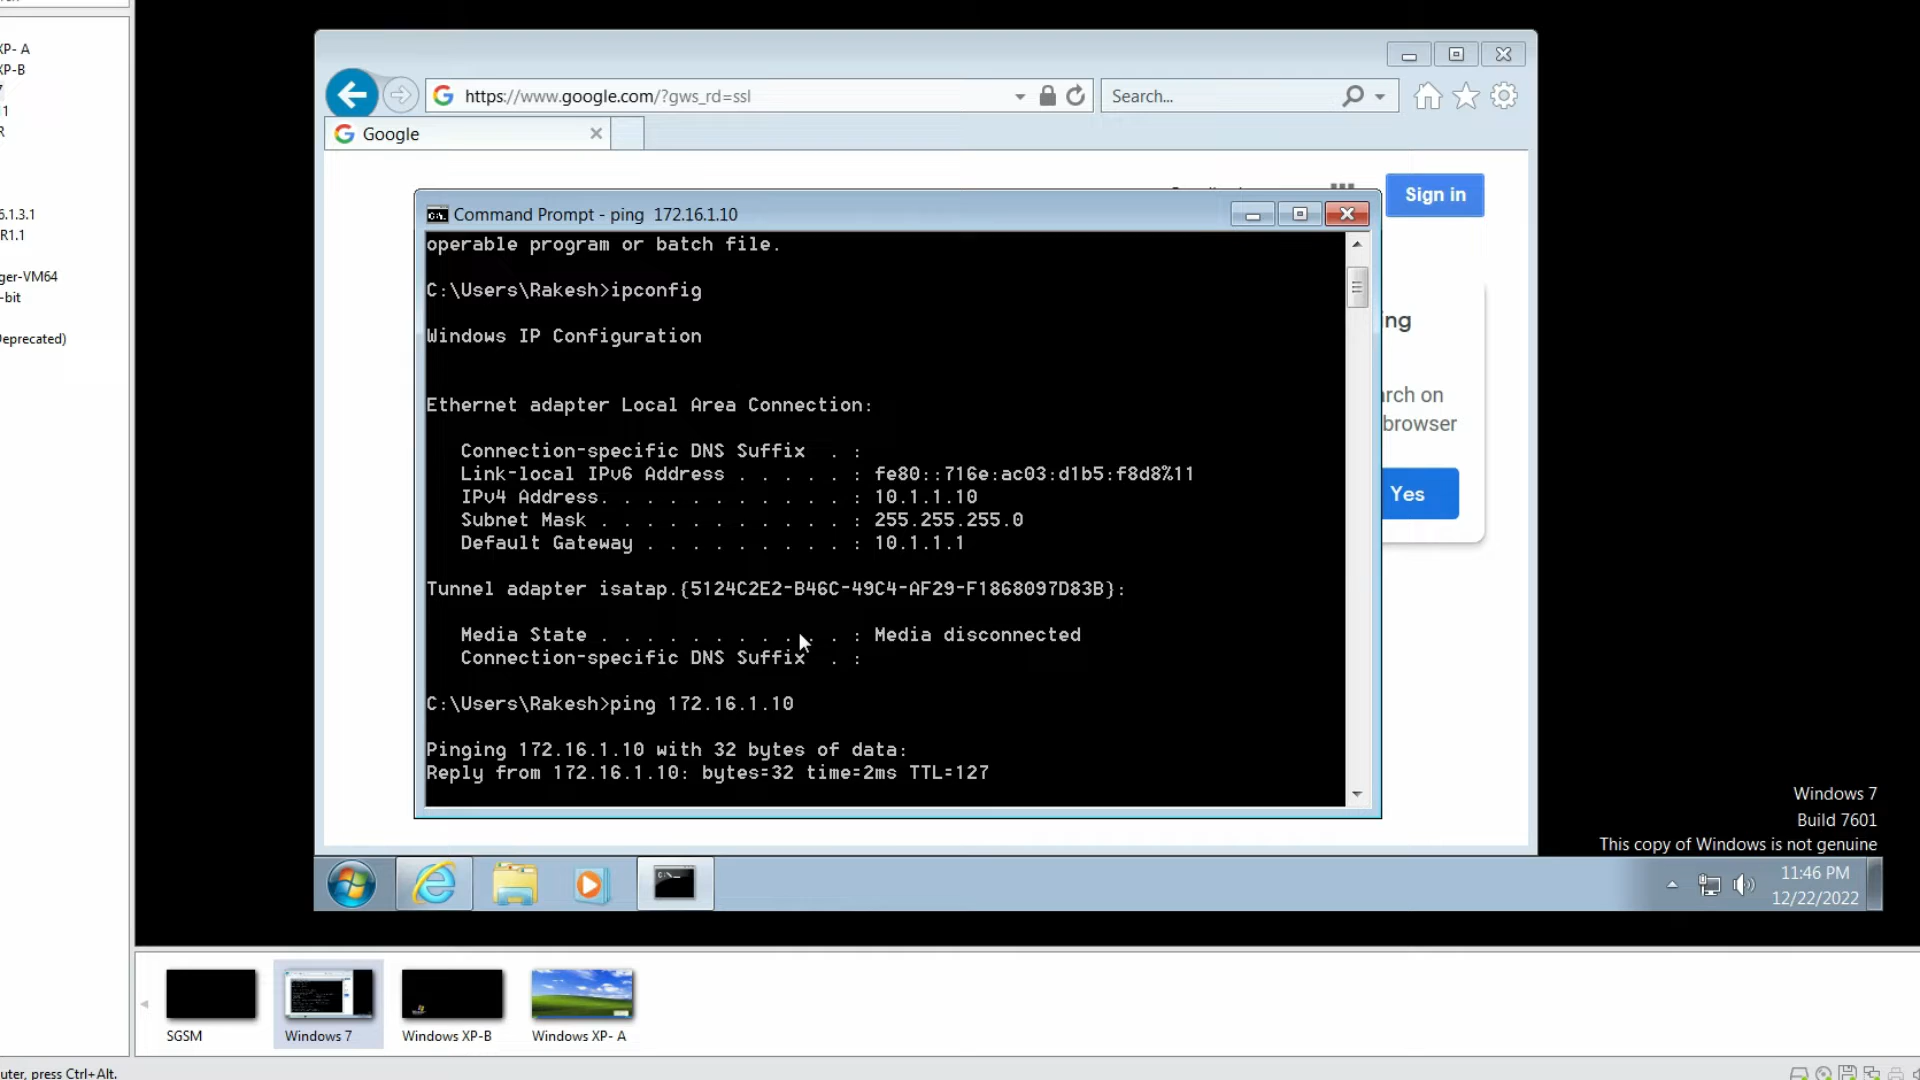 XP- A
XP-B
7
11
R
6.1.3.1
R1.1
ger-VM64
-bit
Deprecated)
https://www.google.com/?gws_rd=ssl
Search...
Google
Sign in
Command Prompt - ping  172.16.1.10
operable program or batch file.
C:\Users\Rakesh>ipconfig
Windows IP Configuration
Ethernet adapter Local Area Connection:
Connection-specific DNS Suffix  . :
Link-local IPv6 Address . . . . . : fe80::716e:ac03:d1b5:f8d8%11
IPv4 Address. . . . . . . . . . . : 10.1.1.10
Subnet Mask . . . . . . . . . . . : 255.255.255.0
Default Gateway . . . . . . . . . : 10.1.1.1
Tunnel adapter isatap.{5124C2E2-B46C-49C4-AF29-F1868097D83B}:
Media State . . . . . . . . . . . : Media disconnected
Connection-specific DNS Suffix  . :
C:\Users\Rakesh>ping 172.16.1.10
Pinging 172.16.1.10 with 32 bytes of data:
Reply from 172.16.1.10: bytes=32 time=2ms TTL=127
ng
arch on
browser
Yes
Windows 7
Build 7601
This copy of Windows is not genuine
11:46 PM
12/22/2022
SGSM
Windows 7
Windows XP-B
Windows XP- A
uter, press Ctrl+Alt.